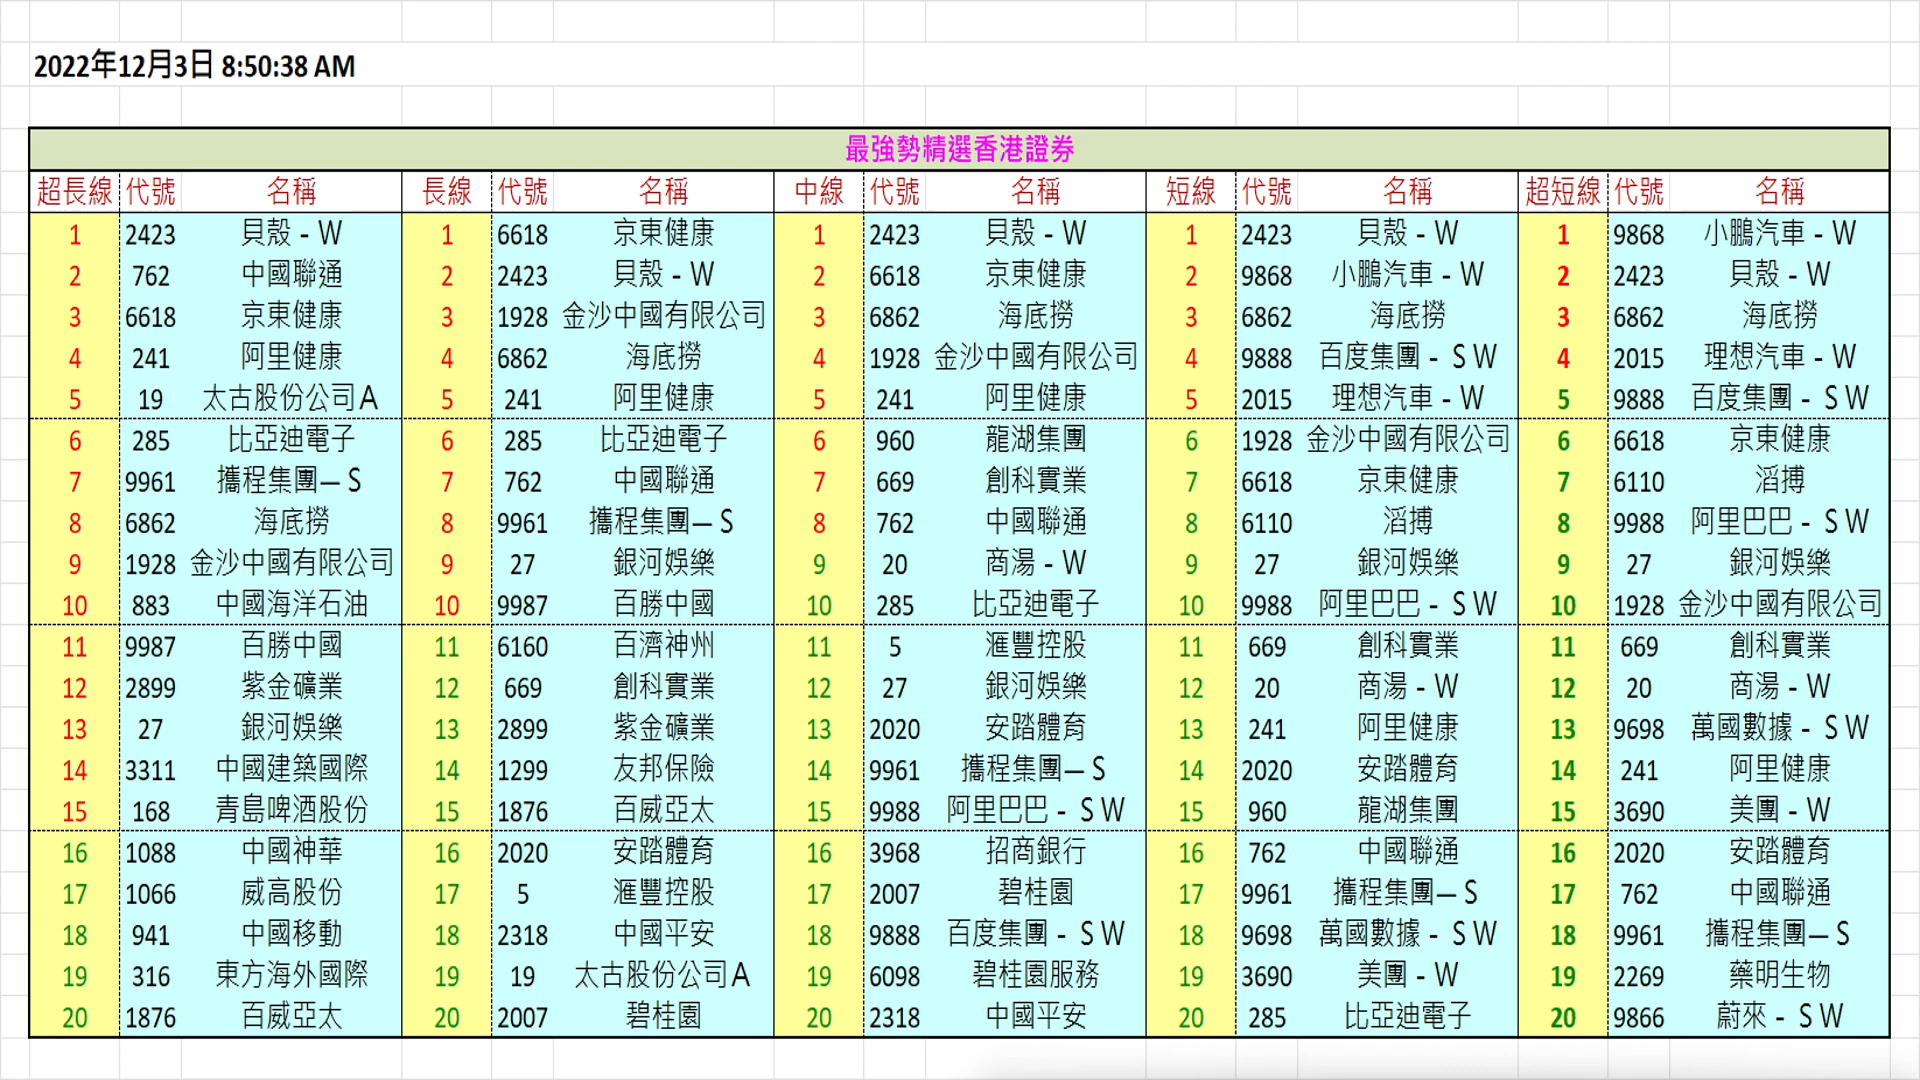 2022年12月3日 8:50:38 AM
最強勢精選香港證券
超長線 代號 名稱 長線 代號 名稱 中線 代號 名稱 短線 代號 名稱 超短線 代號 名稱
1 2423 貝殼 - W 1 6618 京東健康 1 2423 貝殼 - W 1 2423 貝殼 - W 1 9868 小鵬汽車 - W
2 762 中國聯通 2 2423 貝殼 - W 2 6618 京東健康 2 9868 小鵬汽車 - W 2 2423 貝殼 - W
3 6618 京東健康 3 1928 金沙中國有限公司 3 6862 海底撈 3 6862 海底撈 3 6862 海底撈
4 241 阿里健康 4 6862 海底撈 4 1928 金沙中國有限公司 4 9888 百度集團 - S W 4 2015 理想汽車 - W
5 19 太古股份公司A 5 241 阿里健康 5 241 阿里健康 5 2015 理想汽車 - W 5 9888 百度集團 - S W
6 285 比亞迪電子 6 285 比亞迪電子 6 960 龍湖集團 6 1928 金沙中國有限公司 6 6618 京東健康
7 9961 攜程集團—S 7 762 中國聯通 7 669 創科實業 7 6618 京東健康 7 6110 滔搏
8 6862 海底撈 8 9961 攜程集團—S 8 762 中國聯通 8 6110 滔搏 8 9988 阿里巴巴 - S W
9 1928 金沙中國有限公司 9 27 銀河娛樂 9 20 商湯 - W 9 27 銀河娛樂 9 27 銀河娛樂
10 883 中國海洋石油 10 9987 百勝中國 10 285 比亞迪電子 10 9988 阿里巴巴 - S W 10 1928 金沙中國有限公司
11 9987 百勝中國 11 6160 百濟神州 11 5 滙豐控股 11 669 創科實業 11 669 創科實業
12 2899 紫金礦業 12 669 創科實業 12 27 銀河娛樂 12 20 商湯 - W 12 20 商湯 - W
13 27 銀河娛樂 13 2899 紫金礦業 13 2020 安踏體育 13 241 阿里健康 13 9698 萬國數據 - S W
14 3311 中國建築國際 14 1299 友邦保險 14 9961 攜程集團—S 14 2020 安踏體育 14 241 阿里健康
15 168 青島啤酒股份 15 1876 百威亞太 15 9988 阿里巴巴 - S W 15 960 龍湖集團 15 3690 美團 - W
16 1088 中國神華 16 2020 安踏體育 16 3968 招商銀行 16 762 中國聯通 16 2020 安踏體育
17 1066 威高股份 17 5 滙豐控股 17 2007 碧桂園 17 9961 攜程集團—S 17 762 中國聯通
18 941 中國移動 18 2318 中國平安 18 9888 百度集團 - S W 18 9698 萬國數據 - S W 18 9961 攜程集團—S
19 316 東方海外國際 19 19 太古股份公司A 19 6098 碧桂園服務 19 3690 美團 - W 19 2269 藥明生物
20 1876 百威亞太 20 2007 碧桂園 20 2318 中國平安 20 285 比亞迪電子 20 9866 蔚來 - S W